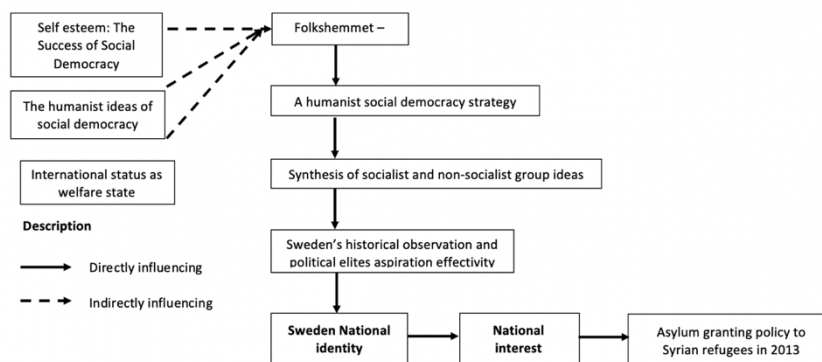 Self esteem: The
Success of Social
Democracy
Folkshemmet –
The humanist ideas of
social democracy
A humanist social democracy strategy
International status as
welfare state
Synthesis of socialist and non-socialist group ideas
Description
Directly influencing
Indirectly influencing
Sweden’s historical observation and
political elites aspiration effectivity
Sweden National
identity
National
interest
Asylum granting policy to
Syrian refugees in 2013